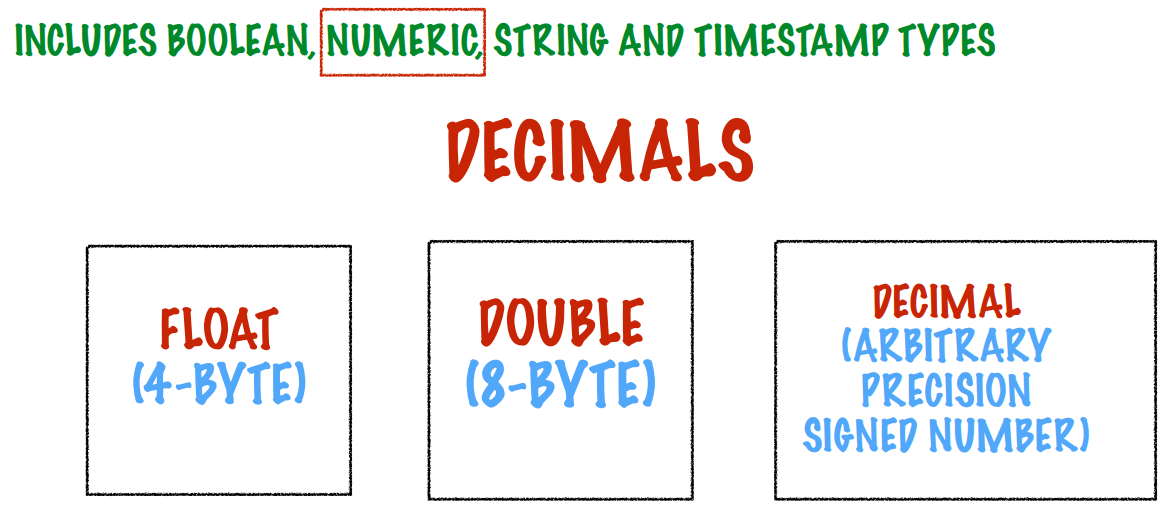 INCLUDES BOOLEAN, NUMERIC, STRING AND TIMESTAMP TYPES
DECIMALS
FLOAT
(4-BYTE)
DOUBLE
(8-BYTE)
DECIMAL
(ARBITRARY
PRECISION
SIGNED NUMBER)